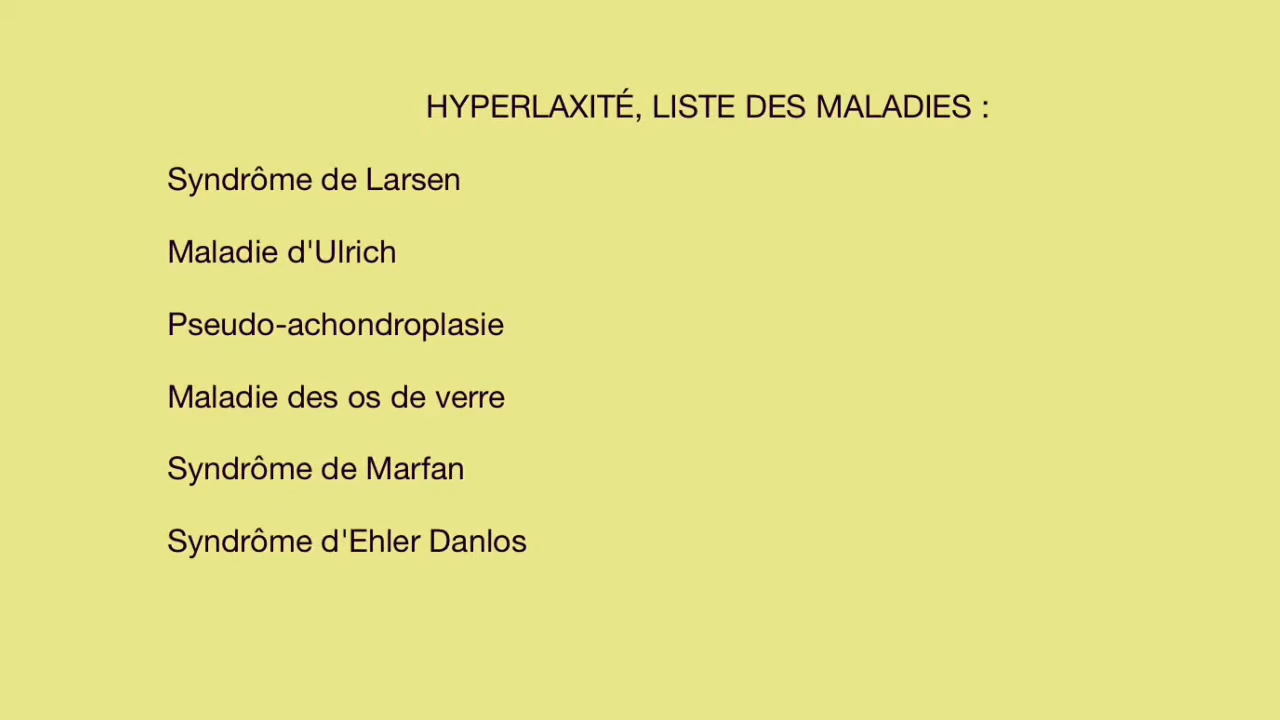 HYPERLAXITÉ, LISTE DES MALADIES :
Syndrôme de Larsen
Maladie d'Ulrich
Pseudo-achondroplasie
Maladie des os de verre
Syndrôme de Marfan
Syndrôme d'Ehler Danlos